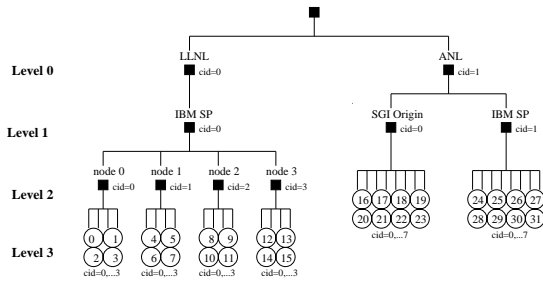 LLNL ANL
Level 0 cid=0 cid=1
IBM SP SGI Origin IBM SP
Level 1 cid=0 cid=0 cid=1
node 0 node 1 node 2 node 3
cid=0 cid=1 cid=2 cid=3
Level 2 16 17 18 19 24 25 26 27
20 21 22 23 28 29 30 31
cid=0,...7 cid=0,...7
0 1 4 5 8 9 12 13
Level 3 2 3 6 7 10 11 14 15
cid=0,...3 cid=0,...3 cid=0,...3 cid=0,...3